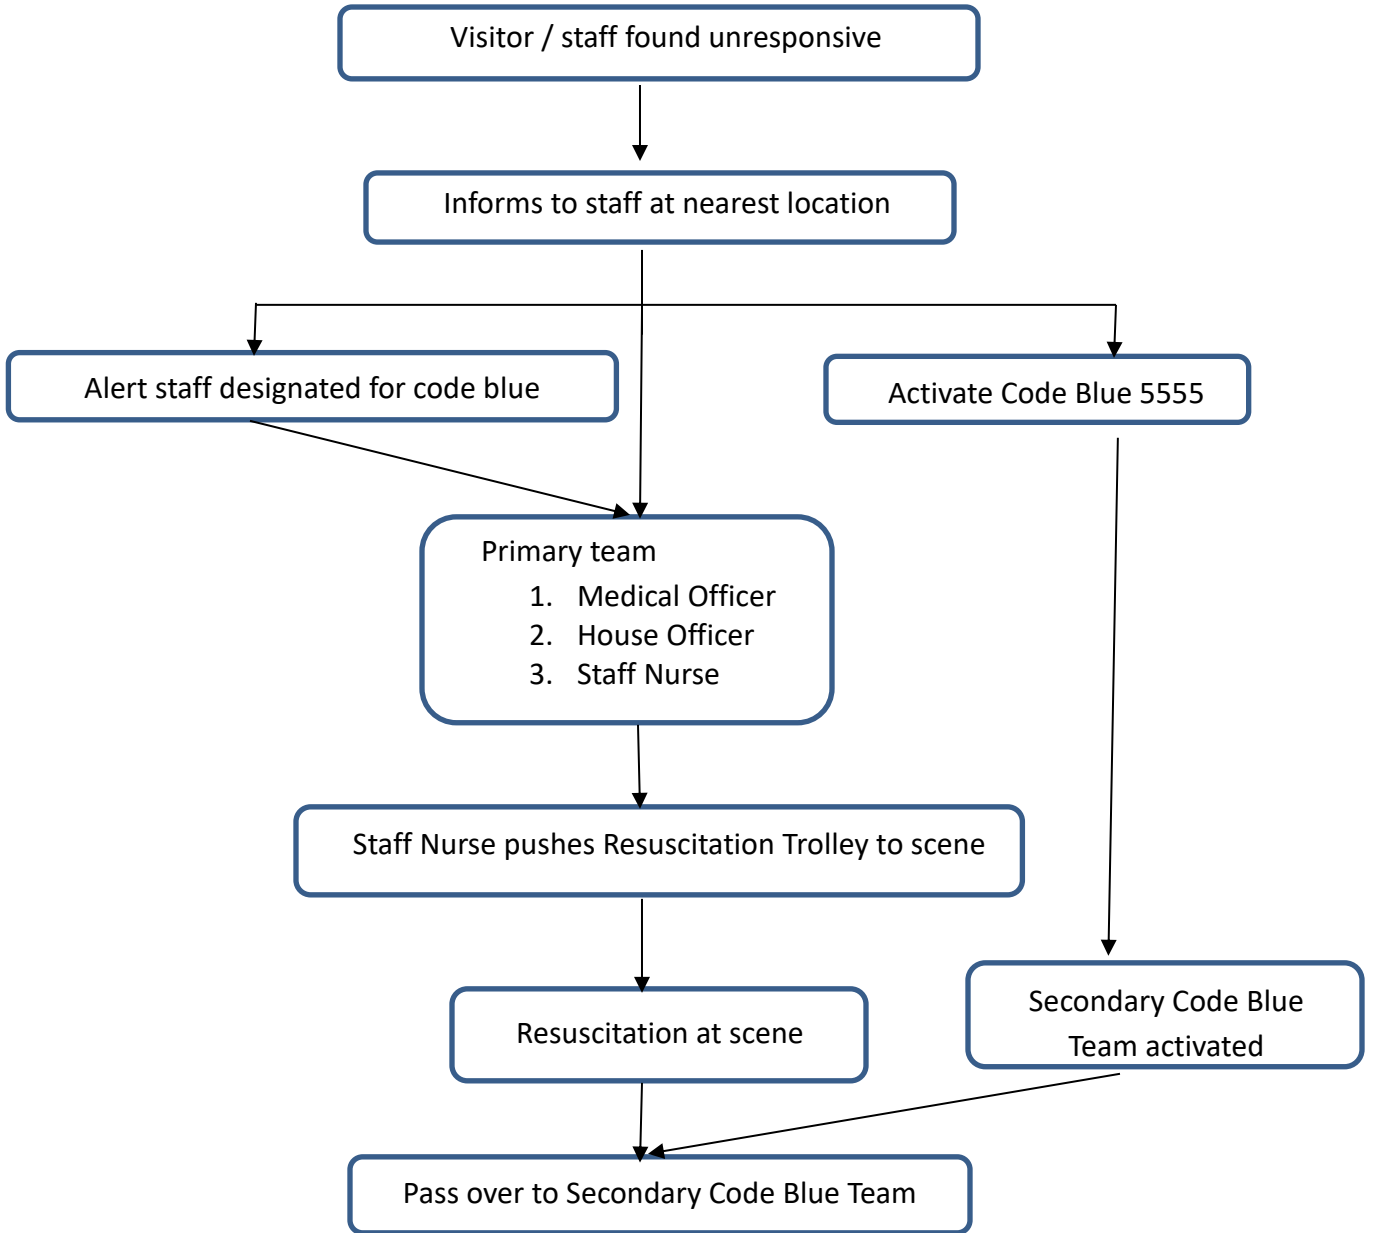 Visitor / staff found unresponsive
Informs to staff at nearest location
Alert staff designated for code blue
Activate Code Blue 5555
Primary team
1. Medical Officer
2. House Officer
3. Staff Nurse
Staff Nurse pushes Resuscitation Trolley to scene
Resuscitation at scene
Secondary Code Blue
Team activated
Pass over to Secondary Code Blue Team